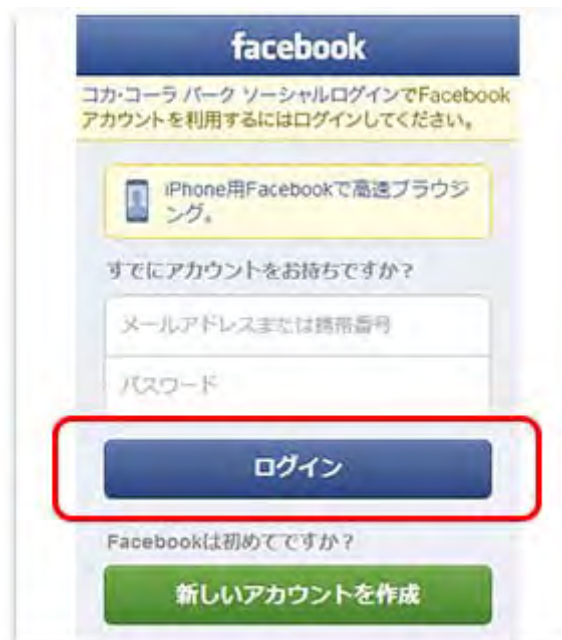 facebook
コカ・コーラ パーク ソーシャルログインでFacebook
アカウントを利用するにはログインしてください。
iPhone用Facebookで高速ブラウジ
ング。
すでにアカウントをお持ちですか？
メールアドレスまたは携帯番号
パスワード
ログイン
Facebookは初めてですか？
新しいアカウントを作成